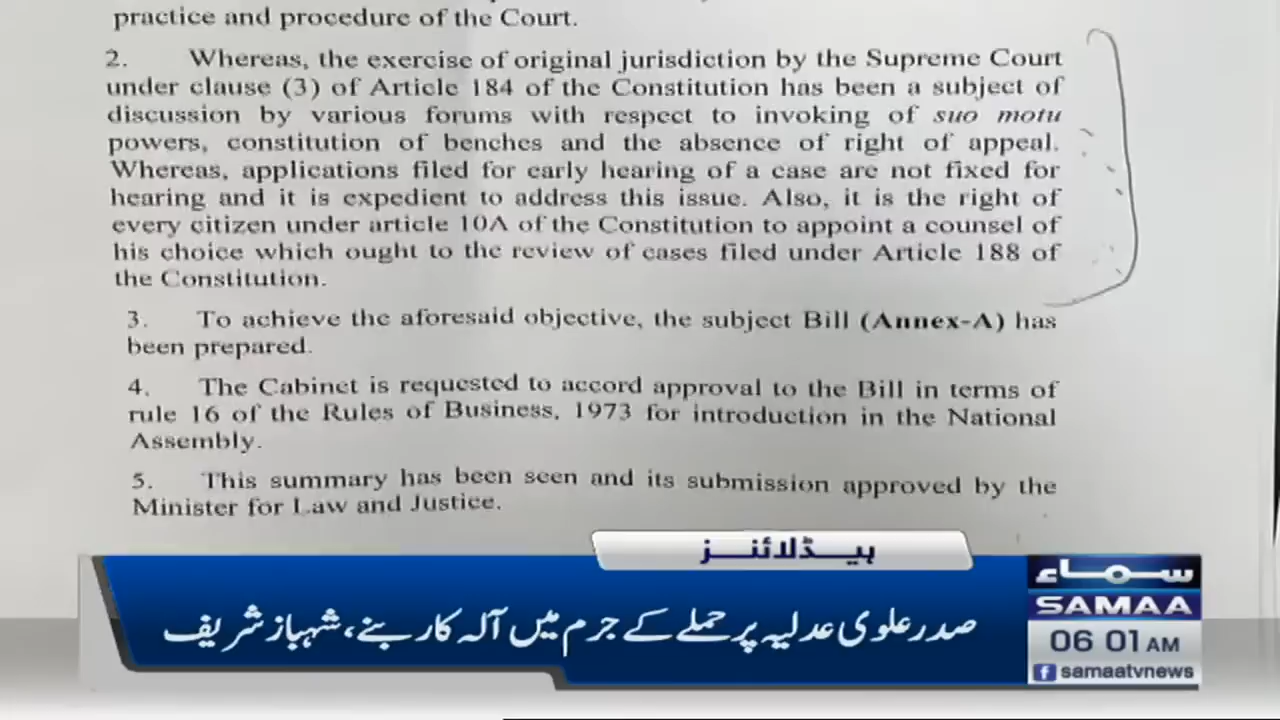 practice and procedure of the Court.
2. Whereas, the exercise of original jurisdiction by the Supreme Court
under clause (3) of Article 184 of the Constitution has been a subject of
discussion by various forums with respect to invoking of suo motu
powers, constitution of benches and the absence of right of appeal.
Whereas, applications filed for early hearing of a case are not fixed for
hearing and it is expedient to address this issue. Also, it is the right of
every citizen under article 10A of the Constitution to appoint a counsel of
his choice which ought to the review of cases filed under Article 188 of
the Constitution.
3. To achieve the aforesaid objective, the subject Bill (Annex-A) has
been prepared.
4. The Cabinet is requested to accord approval to the Bill in terms of
rule 16 of the Rules of Business, 1973 for introduction in the National
Assembly.
5. This summary has been seen and its submission approved by the
Minister for Law and Justice.
ہیڈلائنز
صدر علوی عدلیہ پر حملے کے جرم میں آلہ کار بنے، شہباز شریف
سماء
SAMAA
06 01 AM
samaatvnews